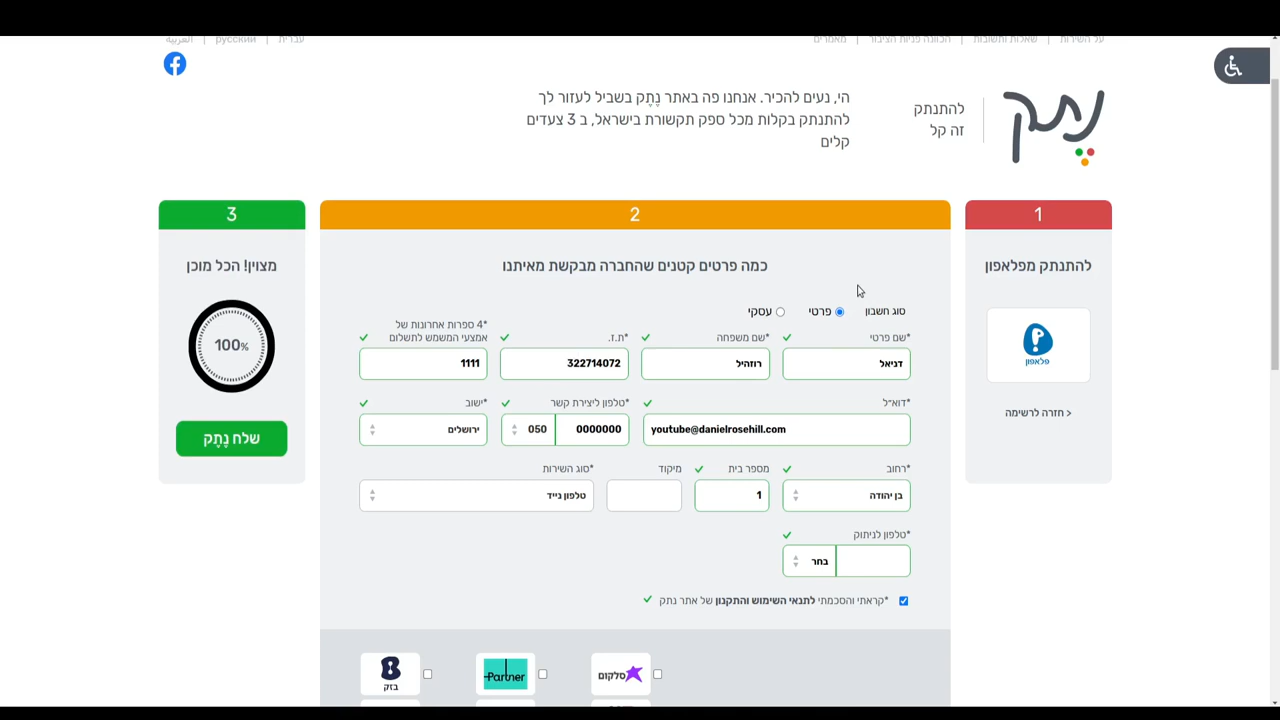 על השירות | שאלות ותשובות | הכוונה פניות הציבור | מאמרים
עברית | русский | العربية
נֶתֶק
להתנתק
זה קל
הי, נעים להכיר. אנחנו פה באתר נֶתֶק בשביל לעזור לך
להתנתק בקלות מכל ספק תקשורת בישראל, ב 3 צעדים
קלים
1
להתנתק מפלאפון
פלאפון
< חזרה לרשימה
2
כמה פרטים קטנים שהחברה מבקשת מאיתנו
סוג חשבון פרטי עסקי
*שם פרטי
דניאל
*שם משפחה
רוזהיל
*ת.ז.
322714072
*4 ספרות אחרונות של
אמצעי המשמש לתשלום
1111
*דוא״ל
youtube@danielrosehill.com
*טלפון ליצירת קשר
0000000 050
*ישוב
ירושלים
*רחוב
בן יהודה
מספר בית
1
מיקוד
*סוג השירות
טלפון נייד
*טלפון לניתוק
בחר
*קראתי והסכמתי לתנאי השימוש והתקנון של אתר נתק
סלקום
Partner
בזק
3
מצוין! הכל מוכן
100%
שלח נֶתֶק